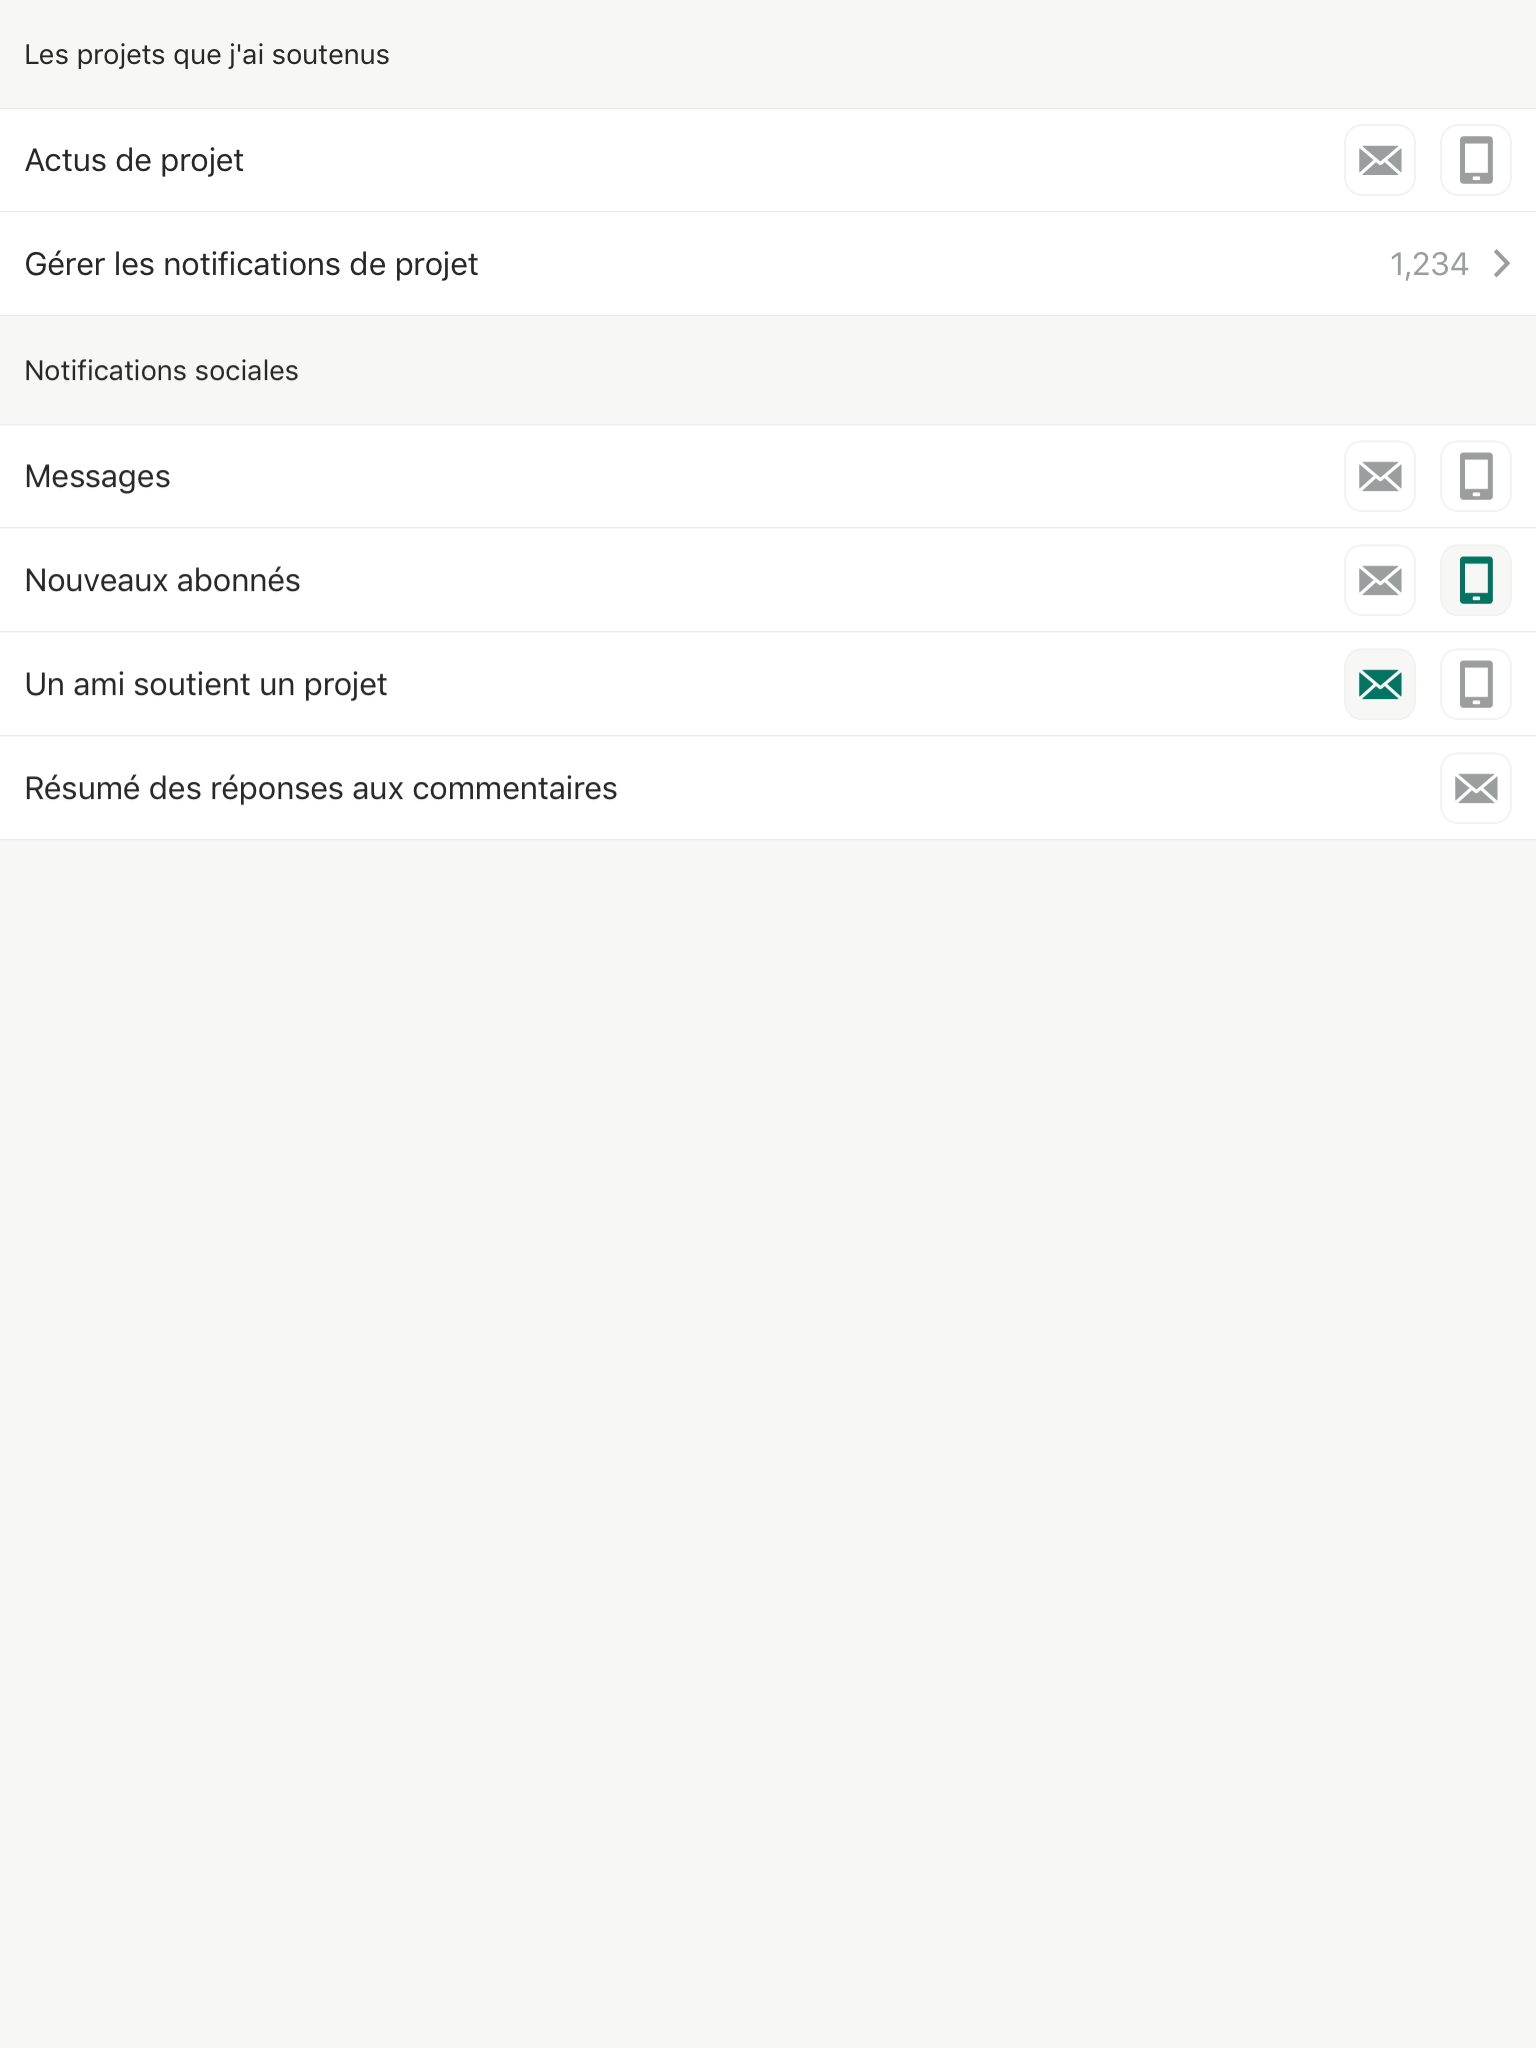 Les projets que j'ai soutenus
Actus de projet
Gérer les notifications de projet 1,234
Notifications sociales
Messages
Nouveaux abonnés
Un ami soutient un projet
Résumé des réponses aux commentaires